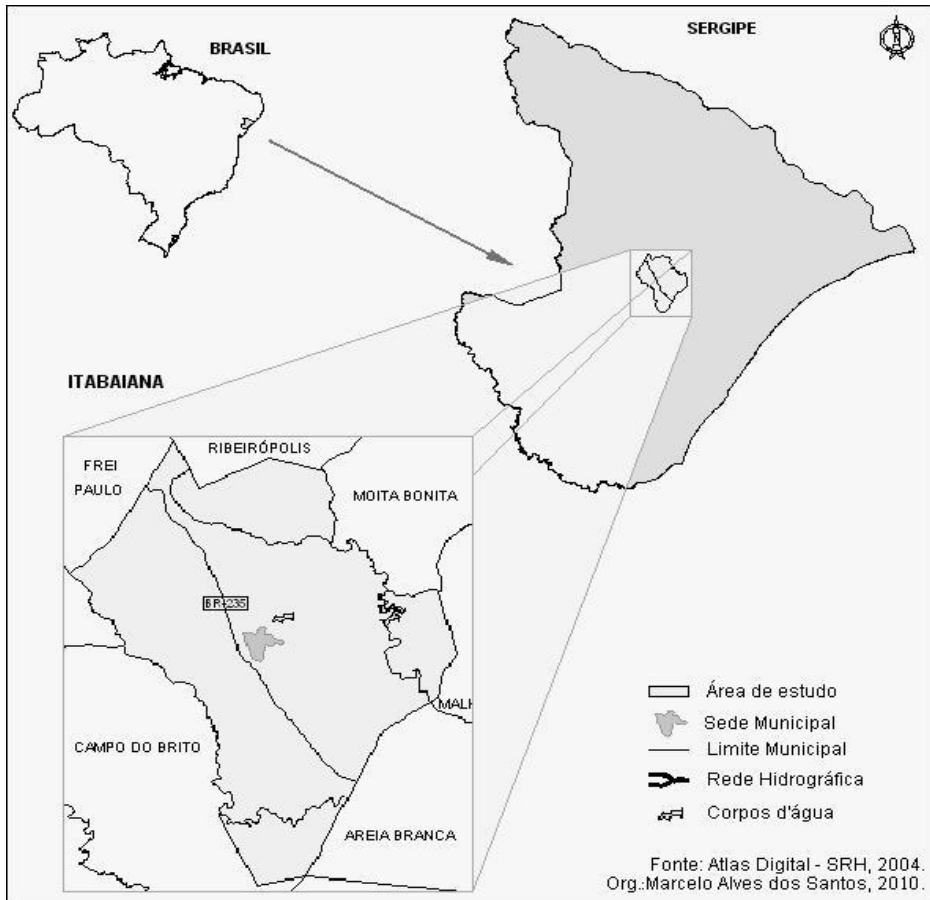 BRASIL
SERGIPE
N
ITABAIANA
RIBEIRÓPOLIS
FREI
PAULO
MOITA BONITA
BR-235
MALH
CAMPO DO BRITO
AREIA BRANCA
Área de estudo
Sede Municipal
Limite Municipal
Rede Hidrográfica
Corpos d'água
Fonte: Atlas Digital - SRH, 2004.
Org.:Marcelo Alves dos Santos, 2010.